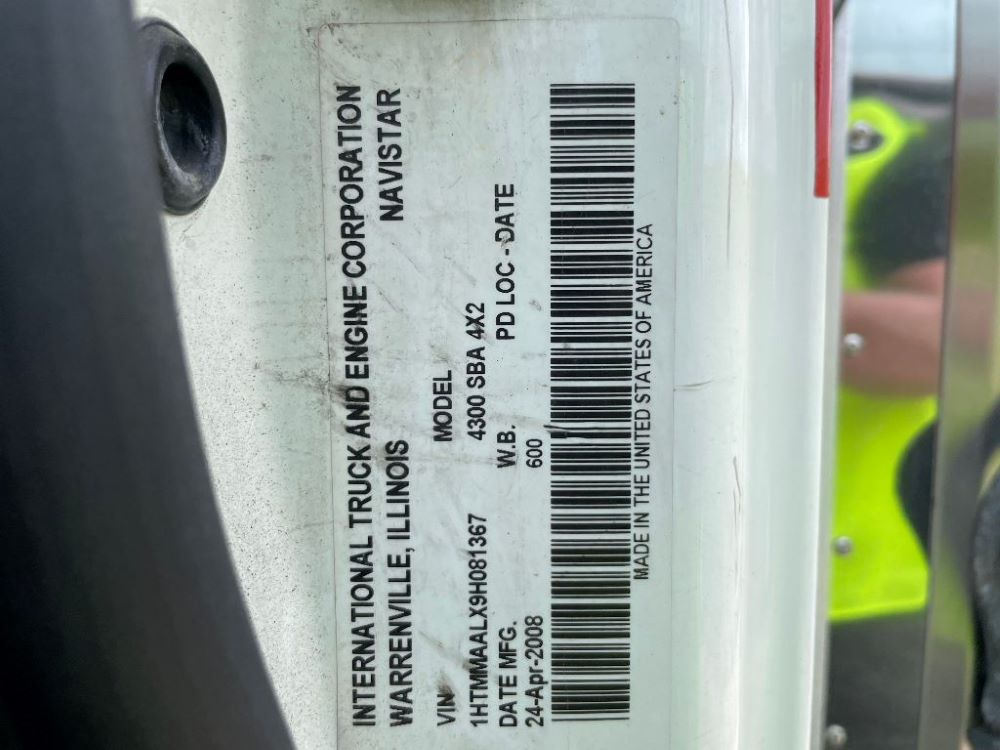 INTERNATIONAL TRUCK AND ENGINE CORPORATION
WARRENVILLE, ILLINOIS NAVISTAR
VIN MODEL
1HTMMAALX9H081367 4300 SBA 4X2
DATE MFG. W.B. PD LOC - DATE
24-Apr-2008 600
MADE IN THE UNITED STATES OF AMERICA